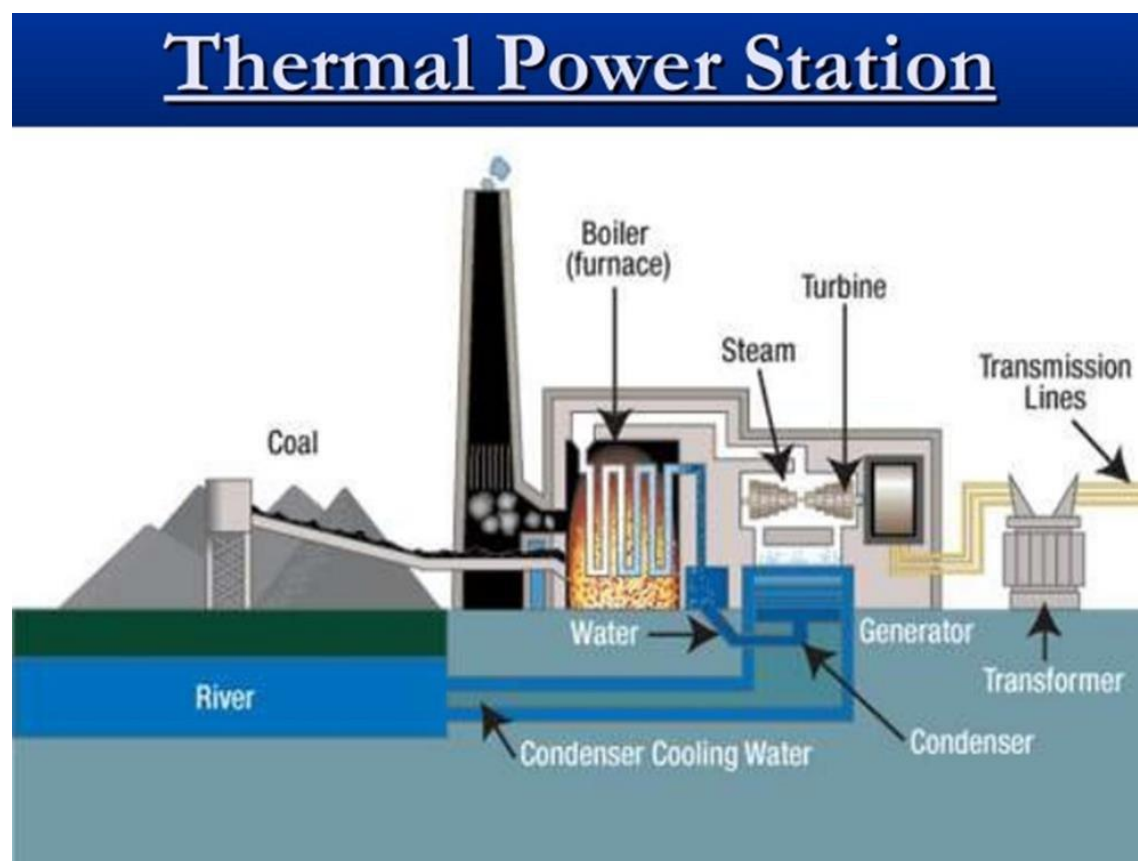 Thermal Power Station
Boiler
(furnace)
Turbine
Steam
Transmission
Lines
Coal
Water
Generator
Transformer
River
Condenser
Condenser Cooling Water